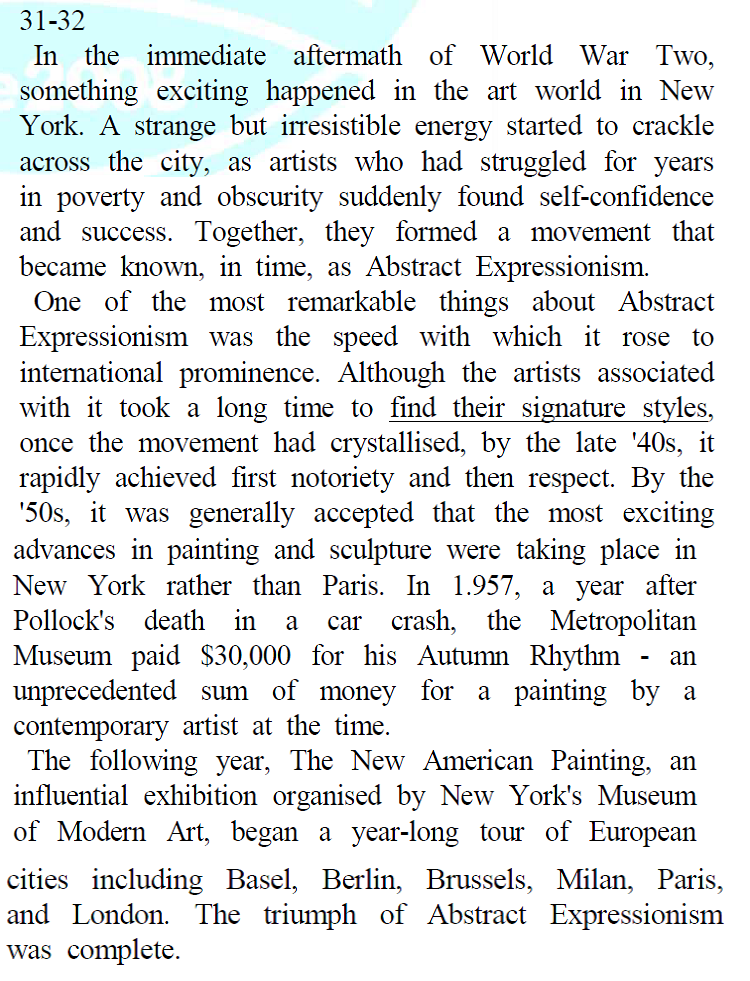 31-32
In the immediate aftermath of World War Two,
something exciting happened in the art world in New
York. A strange but irresistible energy started to crackle
across the city, as artists who had struggled for years
in poverty and obscurity suddenly found self-confidence
and success. Together, they formed a movement that
became known, in time, as Abstract Expressionism.
One of the most remarkable things about Abstract
Expressionism was the speed with which it rose to
international prominence. Although the artists associated
with it took a long time to find their signature styles,
once the movement had crystallised, by the late '40s, it
rapidly achieved first notoriety and then respect. By the
'50s, it was generally accepted that the most exciting
advances in painting and sculpture were taking place in
New York rather than Paris. In 1.957, a year after
Pollock's death in a car crash, the Metropolitan
Museum paid $30,000 for his Autumn Rhythm - an
unprecedented sum of money for a painting by a
contemporary artist at the time.
The following year, The New American Painting, an
influential exhibition organised by New York's Museum
of Modern Art, began a year-long tour of European
cities including Basel, Berlin, Brussels, Milan, Paris,
and London. The triumph of Abstract Expressionism
was complete.